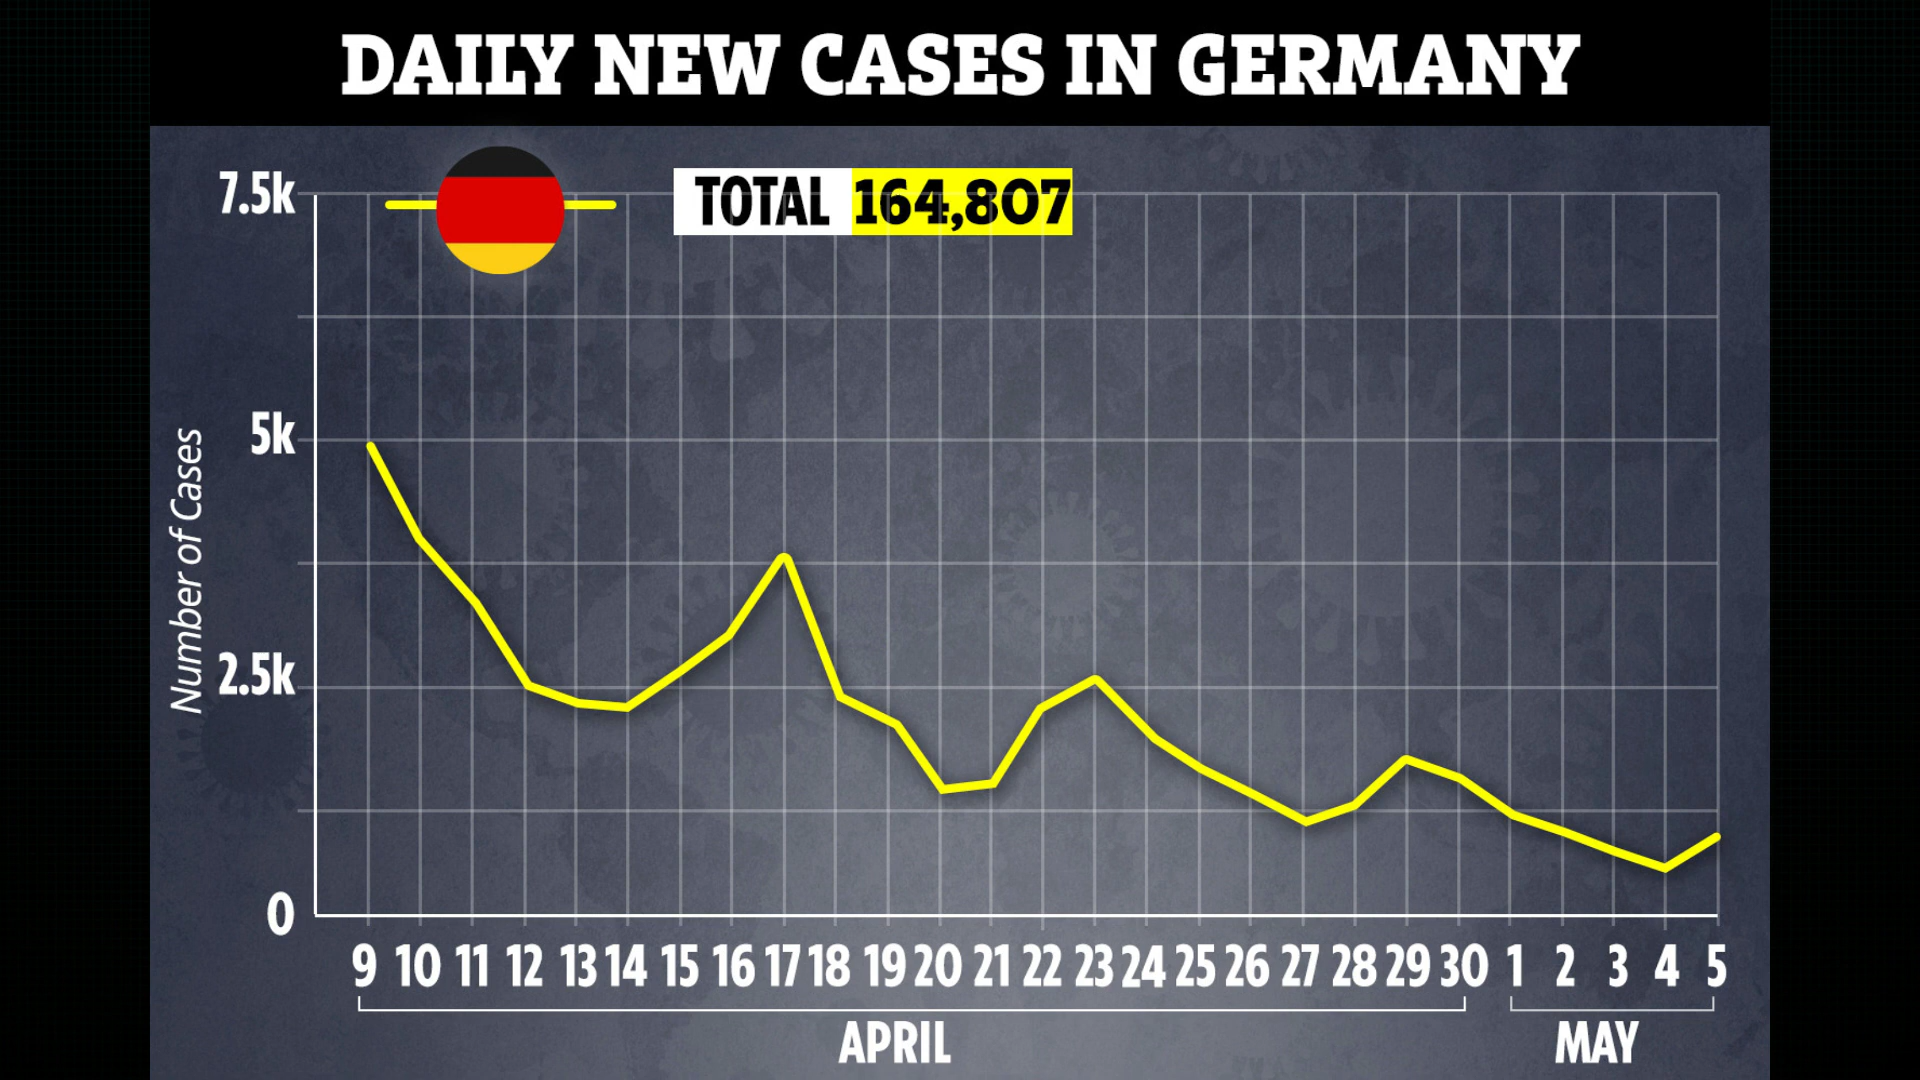 DAILY NEW CASES IN GERMANY
TOTAL 164,807
7.5k
5k
2.5k
0
Number of Cases
9 10 11 12 13 14 15 16 17 18 19 20 21 22 23 24 25 26 27 28 29 30 1 2 3 4 5
APRIL MAY